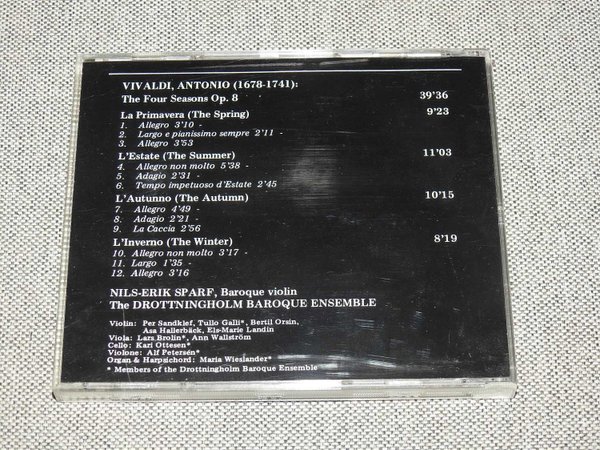 VIVALDI, ANTONIO (1678-1741):
The Four Seasons Op. 8 39'36
La Primavera (The Spring) 9'23
1. Allegro 3'10 -
2. Largo e pianissimo sempre 2'11 -
3. Allegro 3'53
L'Estate (The Summer) 11'03
4. Allegro non molto 5'38 -
5. Adagio 2'31 -
6. Tempo impetuoso d'Estate 2'45
L'Autunno (The Autumn) 10'15
7. Allegro 4'49 -
8. Adagio 2'21 -
9. La Caccia 2'56
L'Inverno (The Winter) 8'19
10. Allegro non molto 3'17 -
11. Largo 1'35 -
12. Allegro 3'16
NILS-ERIK SPARF, Baroque violin
The DROTTNINGHOLM BAROQUE ENSEMBLE
Violin: Per Sandklef, Tullo Galli*, Bertil Orsin,
Åsa Hallerbäck, Els-Marie Landin
Viola: Lars Brolin*, Ann Wallström
Cello: Kari Ottesen*
Violone: Alf Petersén*
Organ & Harpsichord: Maria Wieslander*
* Members of the Drottningholm Baroque Ensemble